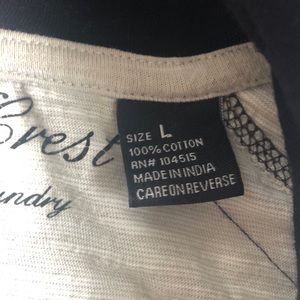 Crest
undry
SIZE L
100% COTTON
RN# 104515
MADE IN INDIA
CARE ON REVERSE